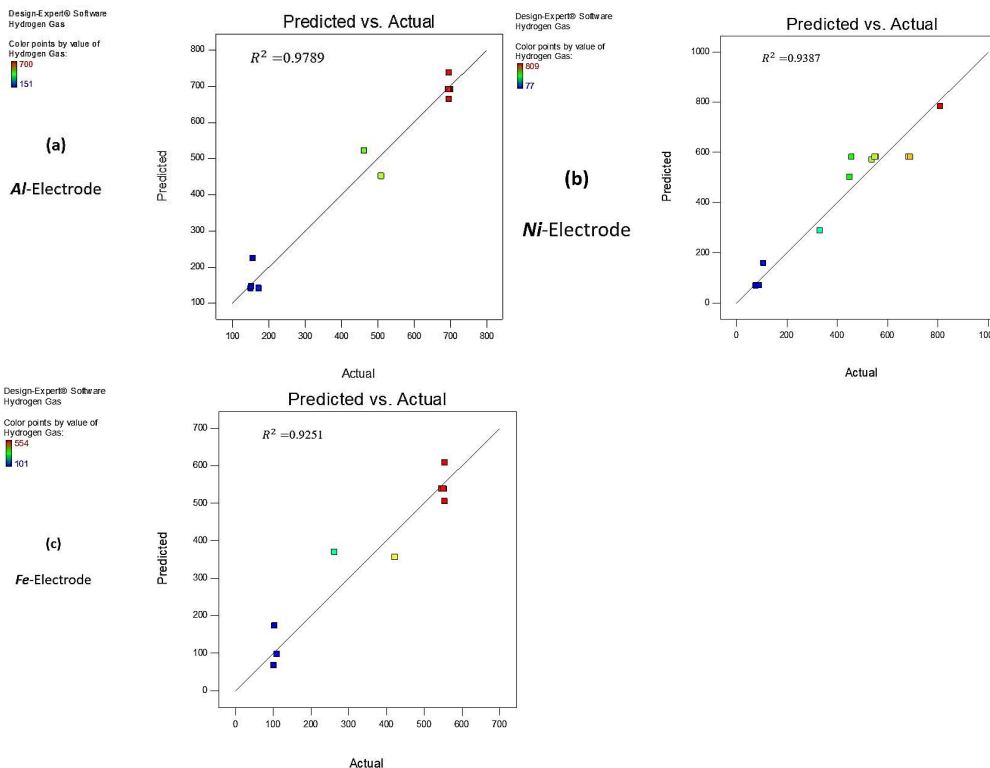 Design-Expert® Software
Hydrogen Gas
Color points by value of
Hydrogen Gas:
700
151
(a)
Al-Electrode
Predicted vs. Actual
R² =0.9789
800
700
600
500
400
300
200
100
Predicted
100 200 300 400 500 600 700 800
Actual
Design-Expert® Software
Hydrogen Gas
Color points by value of
Hydrogen Gas:
809
77
(b)
Ni-Electrode
Predicted vs. Actual
R² =0.9387
1000
800
600
400
200
0
Predicted
0 200 400 600 800
Actual
Design-Expert® Software
Hydrogen Gas
Color points by value of
Hydrogen Gas:
554
101
(c)
Fe-Electrode
Predicted vs. Actual
R² =0.9251
700
600
500
400
300
200
100
0
Predicted
0 100 200 300 400 500 600 700
Actual